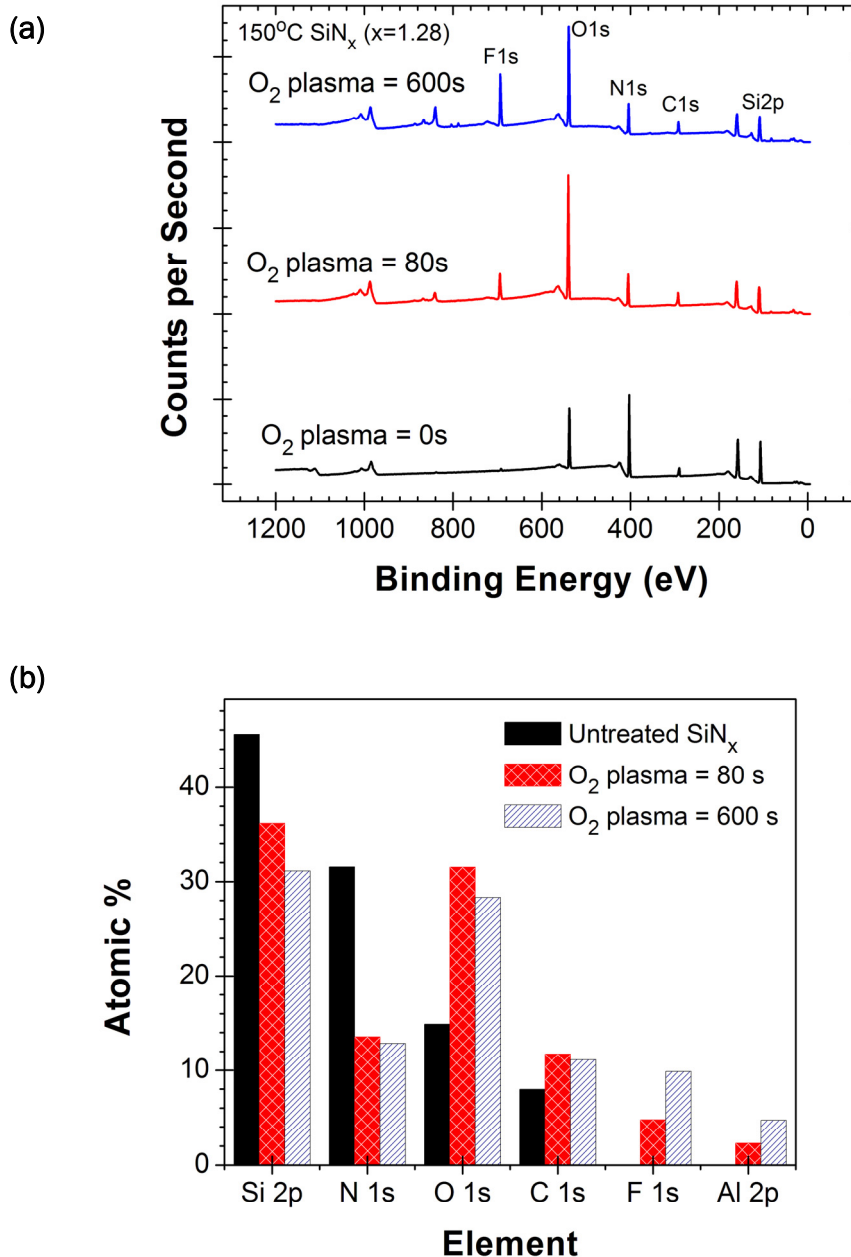 (a)
150°C SiNₓ (x=1.28)
O₂ plasma = 600s
F1s
O1s
N1s
C1s
Si2p
O₂ plasma = 80s
O₂ plasma = 0s
Counts per Second
1200 1000 800 600 400 200 0
Binding Energy (eV)
(b)
Untreated SiNₓ
O₂ plasma = 80 s
O₂ plasma = 600 s
Atomic %
40
30
20
10
0
Si 2p N 1s O 1s C 1s F 1s Al 2p
Element